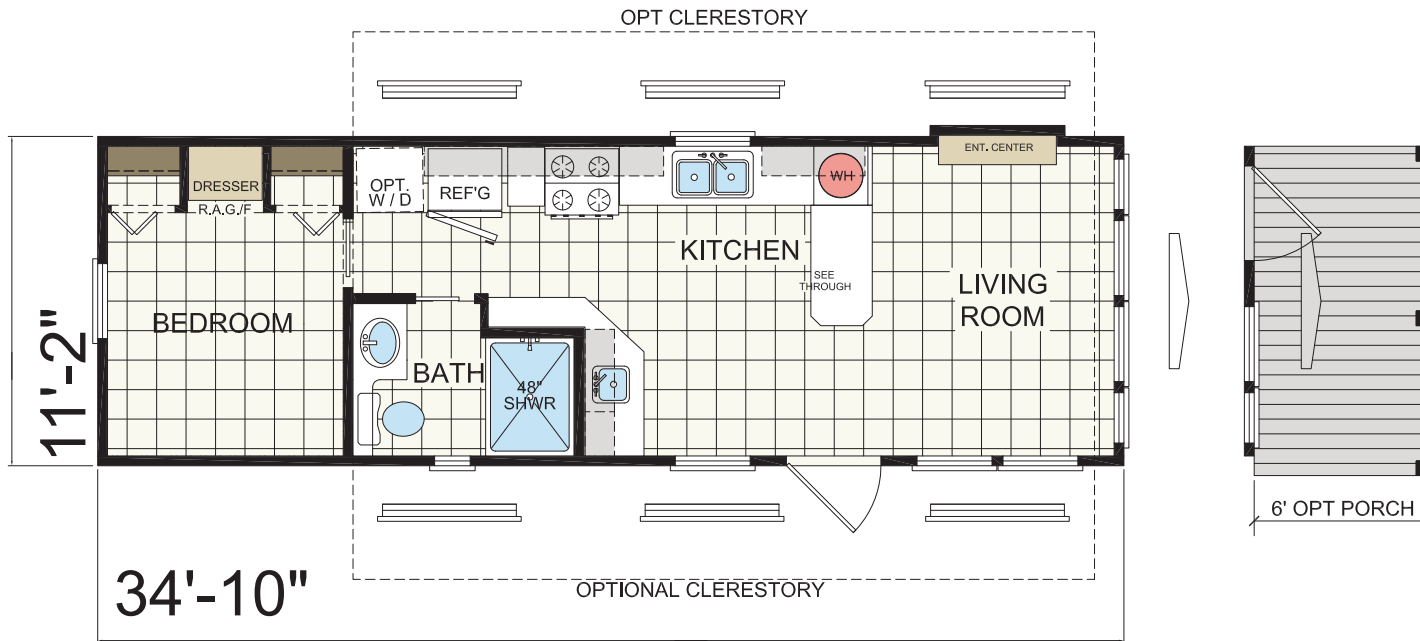 OPT CLERESTORY
ENT. CENTER
DRESSER
R.A.G./F
OPT.
W / D
REF'G
WH
KITCHEN
SEE
THROUGH
LIVING
ROOM
BEDROOM
BATH
48"
SHWR
11'-2"
6' OPT PORCH
34'-10"
OPTIONAL CLERESTORY